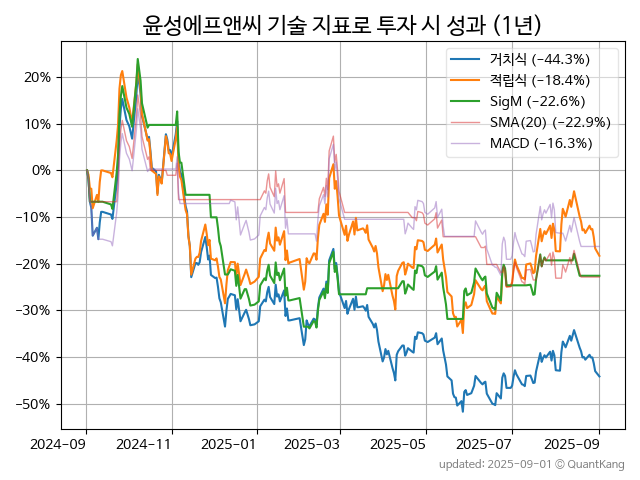 윤성에프앤씨 기술 지표로 투자 시 성과 (1년)
거치식 (−44.3%)
적립식 (−18.4%)
SigM (−22.6%)
SMA(20) (−22.9%)
MACD (−16.3%)
20%
10%
0%
−10%
−20%
−30%
−40%
−50%
2024-09 2024-11 2025-01 2025-03 2025-05 2025-07 2025-09
updated: 2025-09-01 © QuantKang